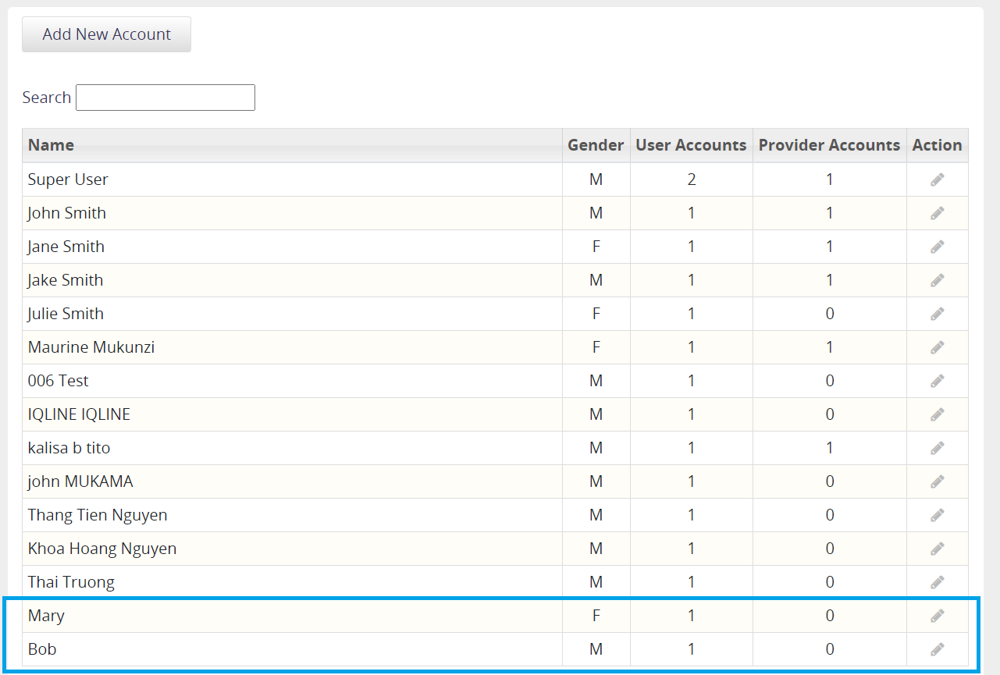 Add New Account
Search
Name Gender User Accounts Provider Accounts Action
Super User M 2 1
John Smith M 1 1
Jane Smith F 1 1
Jake Smith M 1 1
Julie Smith F 1 0
Maurine Mukunzi F 1 1
006 Test M 1 0
IQLINE IQLINE M 1 0
kalisa b tito M 1 1
john MUKAMA M 1 0
Thang Tien Nguyen M 1 0
Khoa Hoang Nguyen M 1 0
Thai Truong M 1 0
Mary F 1 0
Bob M 1 0